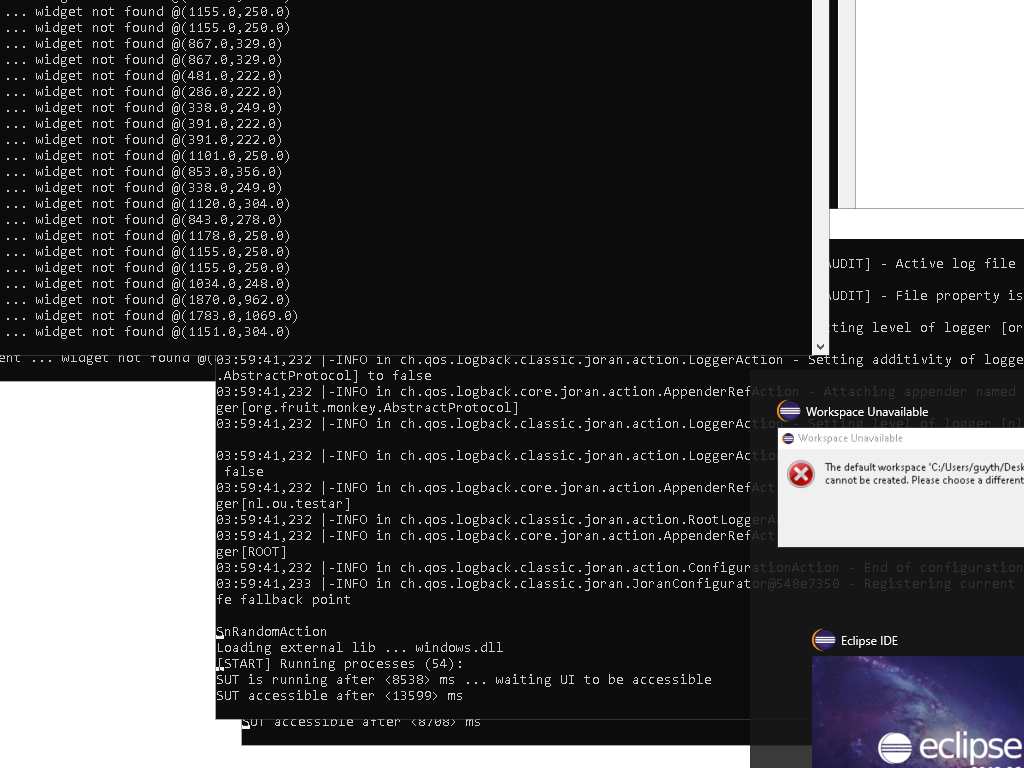 ... widget not found @(1155.0,250.0)
... widget not found @(1155.0,250.0)
... widget not found @(867.0,329.0)
... widget not found @(867.0,329.0)
... widget not found @(481.0,222.0)
... widget not found @(286.0,222.0)
... widget not found @(338.0,249.0)
... widget not found @(391.0,222.0)
... widget not found @(391.0,222.0)
... widget not found @(1101.0,250.0)
... widget not found @(853.0,356.0)
... widget not found @(338.0,249.0)
... widget not found @(1120.0,304.0)
... widget not found @(843.0,278.0)
... widget not found @(1178.0,250.0)
... widget not found @(1155.0,250.0)
... widget not found @(1155.0,250.0)
... widget not found @(1034.0,248.0)
... widget not found @(1870.0,962.0)
... widget not found @(1783.0,1069.0)
... widget not found @(1151.0,304.0)
AUDIT] - Active log file
AUDIT] - File property is
tting level of logger [or
ent ... widget not found @(
03:59:41,232 |-INFO in ch.qos.logback.classic.joran.action.LoggerAction - Setting additivity of logge
.AbstractProtocol] to false
03:59:41,232 |-INFO in ch.qos.logback.core.joran.action.AppenderRefAction - Attaching appender named
ger[org.fruit.monkey.AbstractProtocol]
03:59:41,232 |-INFO in ch.qos.logback.classic.joran.action.LoggerAction - Setting level of logger [nl
03:59:41,232 |-INFO in ch.qos.logback.classic.joran.action.LoggerActi
false
03:59:41,232 |-INFO in ch.qos.logback.core.joran.action.AppenderRefAct
ger[nl.ou.testar]
03:59:41,232 |-INFO in ch.qos.logback.classic.joran.action.RootLoggerA
03:59:41,232 |-INFO in ch.qos.logback.core.joran.action.AppenderRefAct
ger[ROOT]
03:59:41,232 |-INFO in ch.qos.logback.classic.joran.action.ConfigurationAction - End of configuration
03:59:41,233 |-INFO in ch.qos.logback.classic.joran.JoranConfigurator@548e7350 - Registering current
fe fallback point
SnRandomAction
Loading external lib ... windows.dll
[START] Running processes (54):
SUT is running after <8538> ms ... waiting UI to be accessible
SUT accessible after <13599> ms
SUT accessible after <8708> ms
Workspace Unavailable
Workspace Unavailable
The default workspace 'C:/Users/guyth/Desk
cannot be created. Please choose a different
Eclipse IDE
eclipse